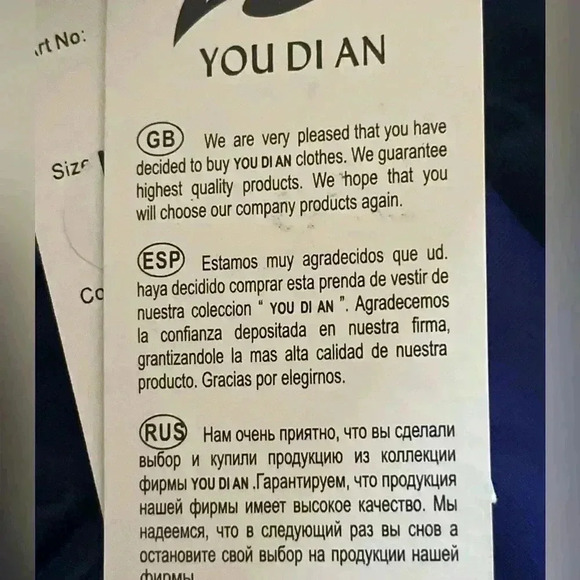 rt No:
Size
Co
YOU DI AN
GB We are very pleased that you have
decided to buy YOU DI AN clothes. We guarantee
highest quality products. We hope that you
will choose our company products again.
ESP Estamos muy agradecidos que ud.
haya decidido comprar esta prenda de vestir de
nuestra coleccion “ YOU DI AN ”. Agradecemos
la confianza depositada en nuestra firma,
grantizandole la mas alta calidad de nuestra
producto. Gracias por elegirnos.
RUS Нам очень приятно, что вы сделали
выбор и купили продукцию из коллекции
фирмы YOU DI AN .Гарантируем, что продукция
нашей фирмы имеет высокое качество. Мы
надеемся, что в следующий раз вы снов а
остановите свой выбор на продукции нашей
фирмы